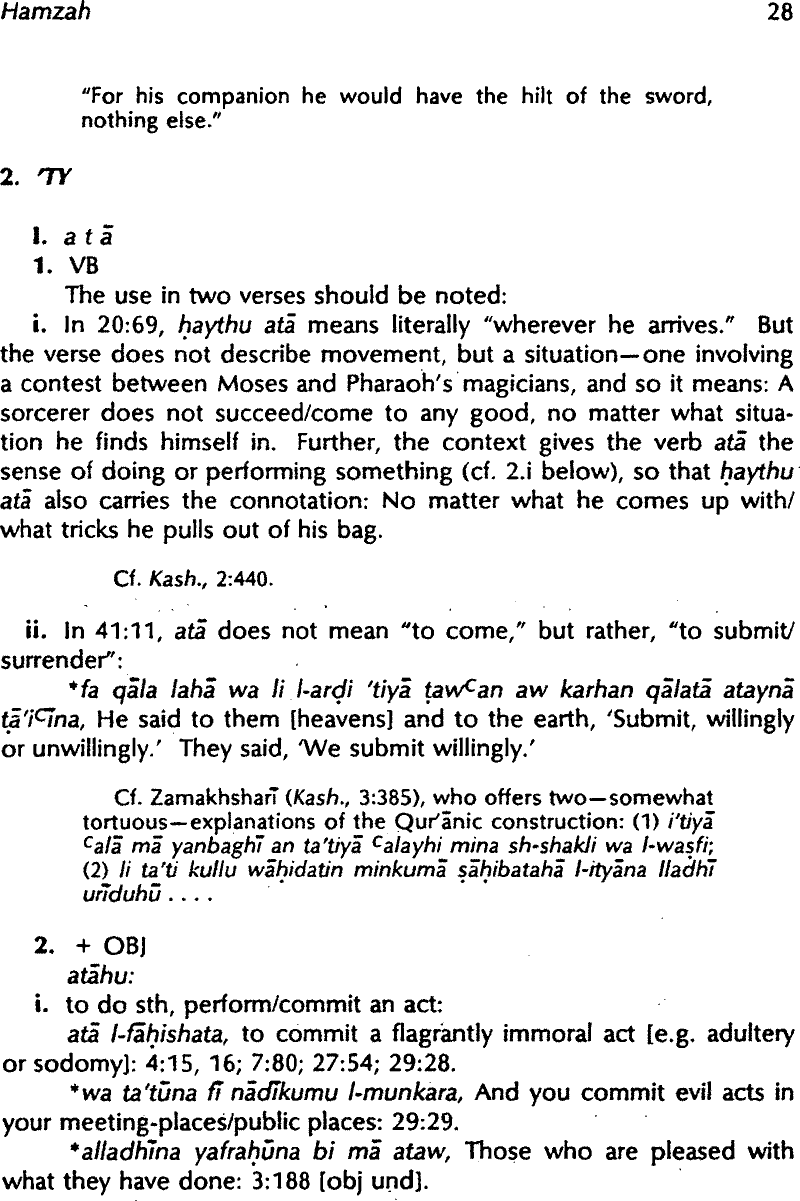 Hamzah 28
"For his companion he would have the hilt of the sword,
nothing else."
2. 'TY
I. a t ā
1. VB
The use in two verses should be noted:
i. In 20:69, ḥaythu atā means literally "wherever he arrives." But
the verse does not describe movement, but a situation—one involving
a contest between Moses and Pharaoh's magicians, and so it means: A
sorcerer does not succeed/come to any good, no matter what situa-
tion he finds himself in. Further, the context gives the verb atā the
sense of doing or performing something (cf. 2.i below), so that ḥaythu
atā also carries the connotation: No matter what he comes up with/
what tricks he pulls out of his bag.
Cf. Kash., 2:440.
ii. In 41:11, atā does not mean "to come," but rather, "to submit/
surrender":
*fa qāla lahā wa li l-arḍi 'tiyā ṭawᶜan aw karhan qālatā ataynā
ṭā'iᶜīna, He said to them [heavens] and to the earth, 'Submit, willingly
or unwillingly.' They said, 'We submit willingly.'
Cf. Zamakhsharī (Kash., 3:385), who offers two—somewhat
tortuous—explanations of the Qur'ānic construction: (1) i'tiyā
ᶜalā mā yanbaghī an ta'tiyā ᶜalayhi mina sh-shakli wa l-waṣfi;
(2) li ta'ti kullu wāḥidatin minkumā ṣāḥibatahā l-ityāna lladhī
urīduhū . . . .
2. + OBJ
atāhu:
i. to do sth, perform/commit an act:
atā l-fāḥishata, to commit a flagrantly immoral act [e.g. adultery
or sodomy]: 4:15, 16; 7:80; 27:54; 29:28.
*wa ta'tūna fī nādīkumu l-munkara, And you commit evil acts in
your meeting-places/public places: 29:29.
*alladhīna yafraḥūna bi mā ataw, Those who are pleased with
what they have done: 3:188 [obj und].